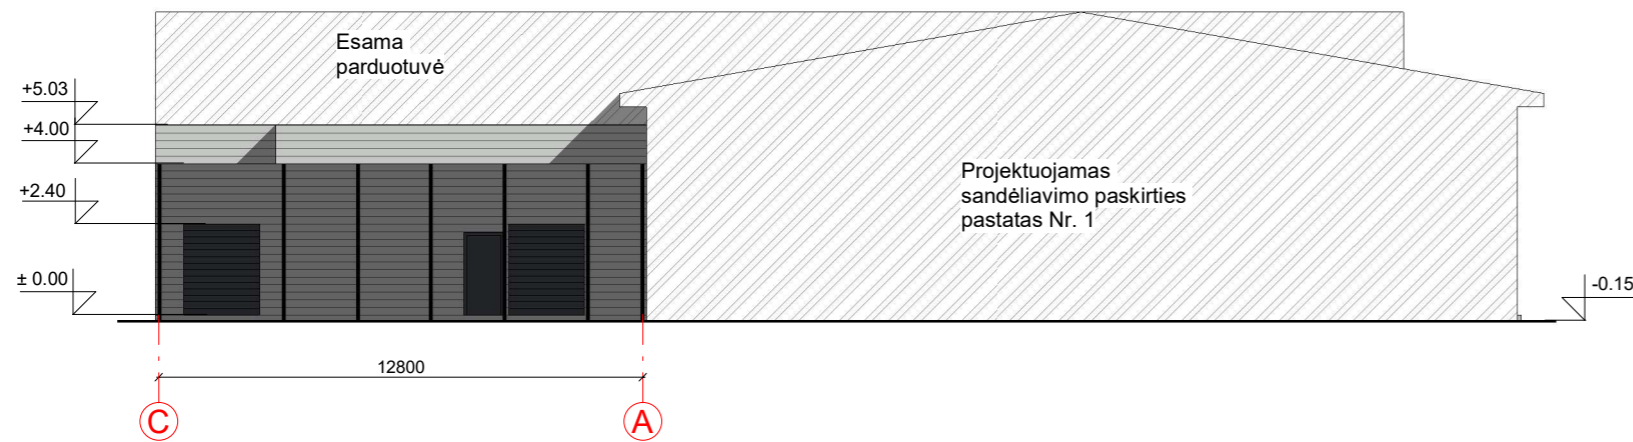 Esama
parduotuvė
+5.03
+4.00
+2.40
± 0.00
Projektuojamas
sandėliavimo paskirties
pastatas Nr. 1
-0.15
12800
C
A